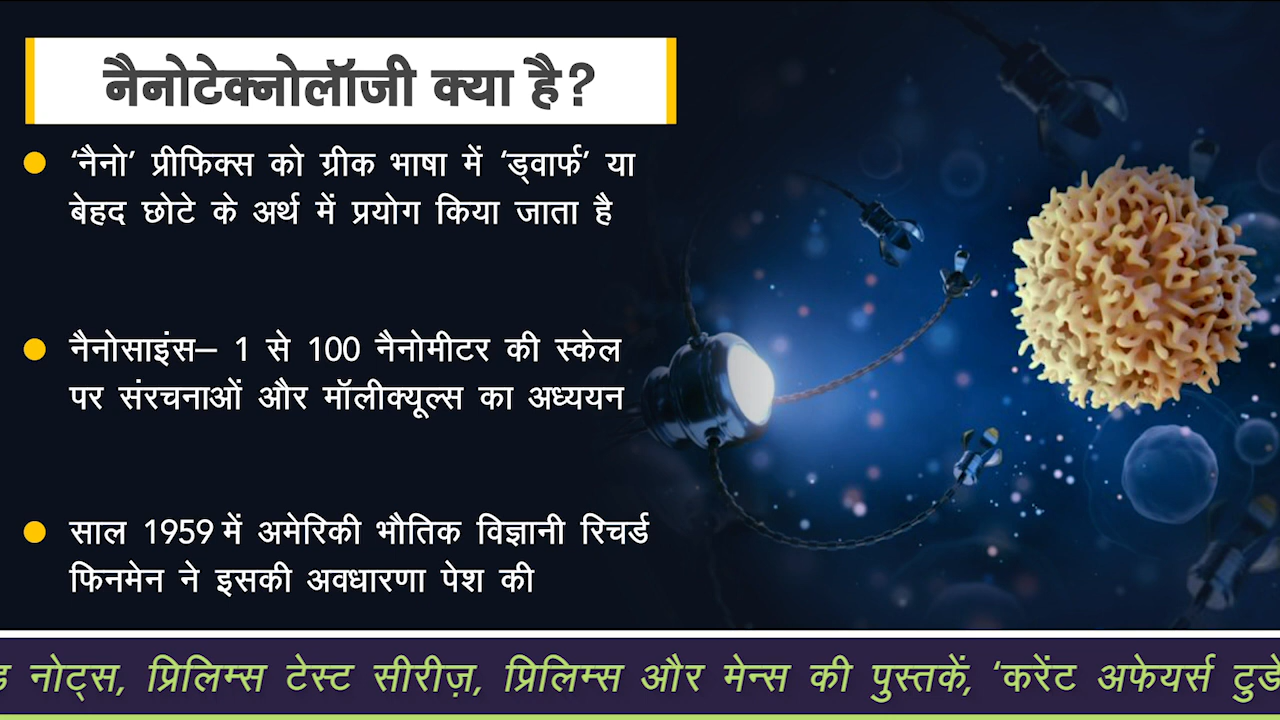 नैनोटेक्नोलॉजी क्या है?
‘नैनो’ प्रीफिक्स को ग्रीक भाषा में ‘ड्वार्फ’ या
बेहद छोटे के अर्थ में प्रयोग किया जाता है
नैनोसाइंस– 1 से 100 नैनोमीटर की स्केल
पर संरचनाओं और मॉलीक्यूल्स का अध्ययन
साल 1959 में अमेरिकी भौतिक विज्ञानी रिचर्ड
फिनमेन ने इसकी अवधारणा पेश की
नोट्स, प्रिलिम्स टेस्ट सीरीज़, प्रिलिम्स और मेन्स की पुस्तकें, ‘करेंट अफेयर्स टुडे